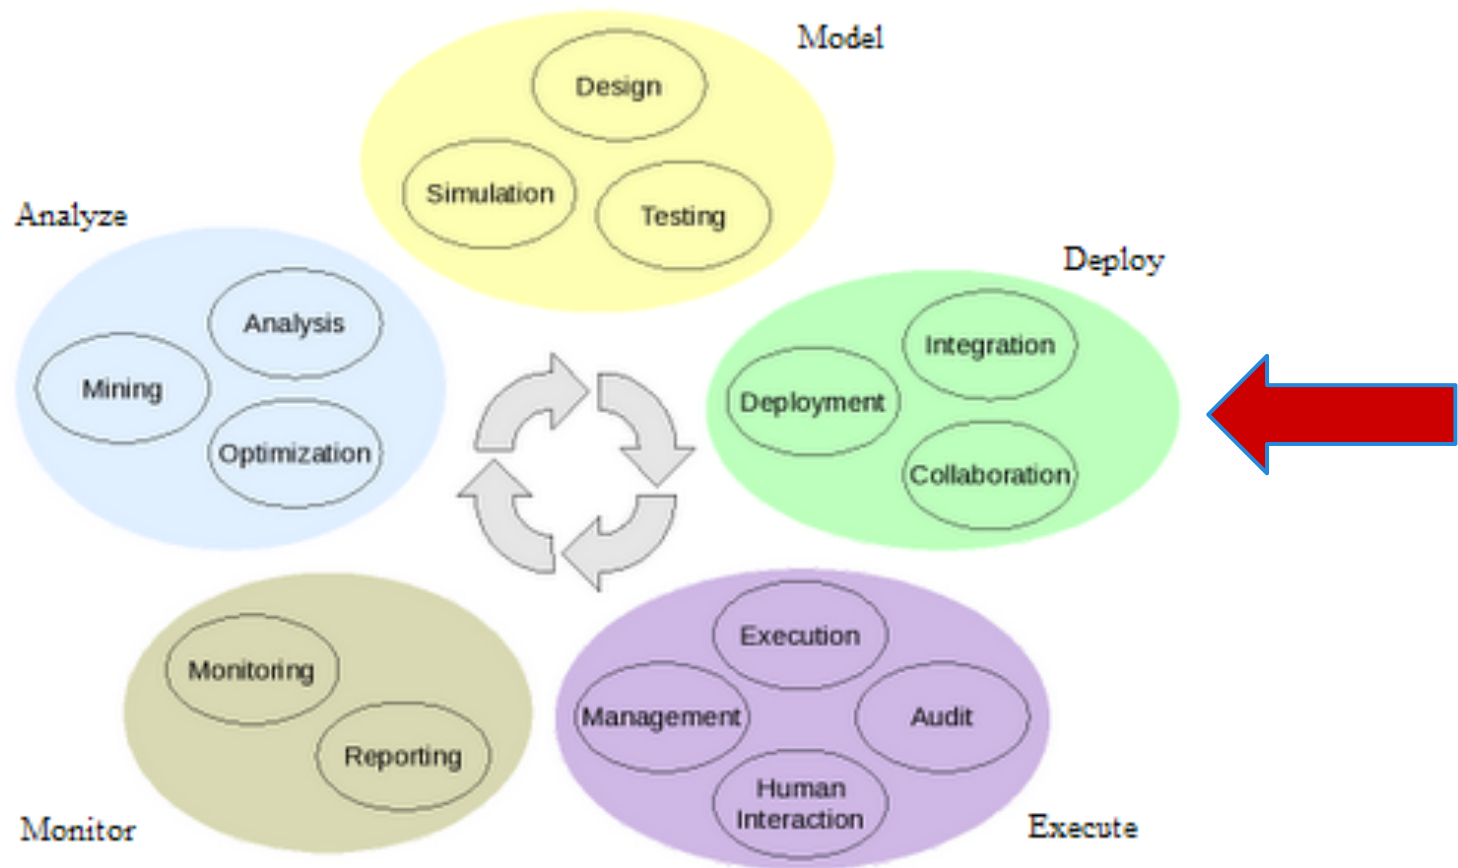 Model
Design
Simulation
Testing
Analyze
Analysis
Mining
Optimization
Deploy
Integration
Deployment
Collaboration
Monitoring
Reporting
Monitor
Execution
Management
Audit
Human
Interaction
Execute